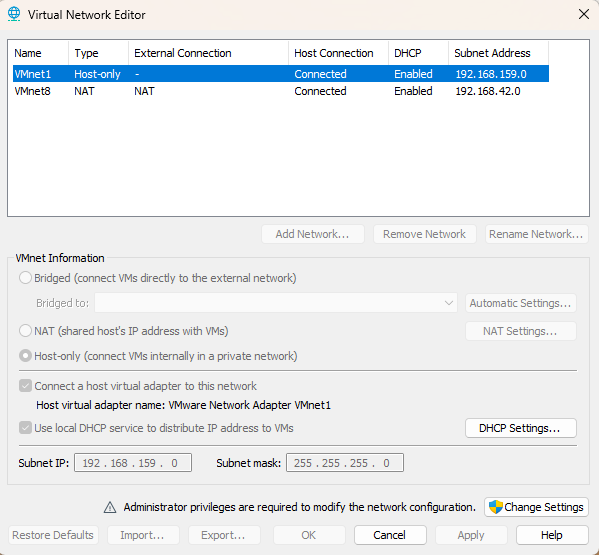 Virtual Network Editor
Name Type External Connection Host Connection DHCP Subnet Address
VMnet1 Host-only - Connected Enabled 192.168.159.0
VMnet8 NAT NAT Connected Enabled 192.168.42.0
Add Network... Remove Network Rename Network...
VMnet Information
Bridged (connect VMs directly to the external network)
Bridged to: Automatic Settings...
NAT (shared host's IP address with VMs) NAT Settings...
Host-only (connect VMs internally in a private network)
Connect a host virtual adapter to this network
Host virtual adapter name: VMware Network Adapter VMnet1
Use local DHCP service to distribute IP address to VMs DHCP Settings...
Subnet IP: 192 . 168 . 159 . 0 Subnet mask: 255 . 255 . 255 . 0
Administrator privileges are required to modify the network configuration. Change Settings
Restore Defaults Import... Export... OK Cancel Apply Help